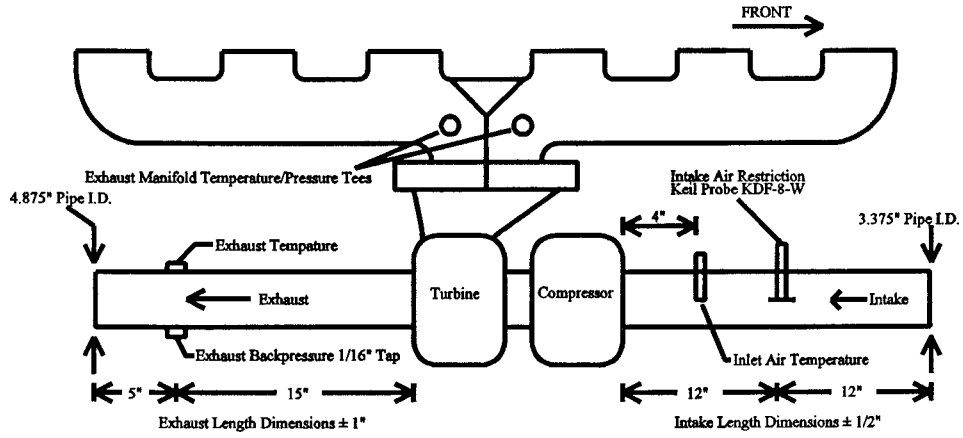 FRONT
Exhaust Manifold Temperature/Pressure Tees
Intake Air Restriction
Keil Probe KDF-8-W
4.875" Pipe I.D.
4"
3.375" Pipe I.D.
Exhaust Tempature
Exhaust
Turbine
Compressor
Intake
Exhaust Backpressure 1/16" Tap
Inlet Air Temperature
5"
15"
12"
12"
Exhaust Length Dimensions ± 1"
Intake Length Dimensions ± 1/2"